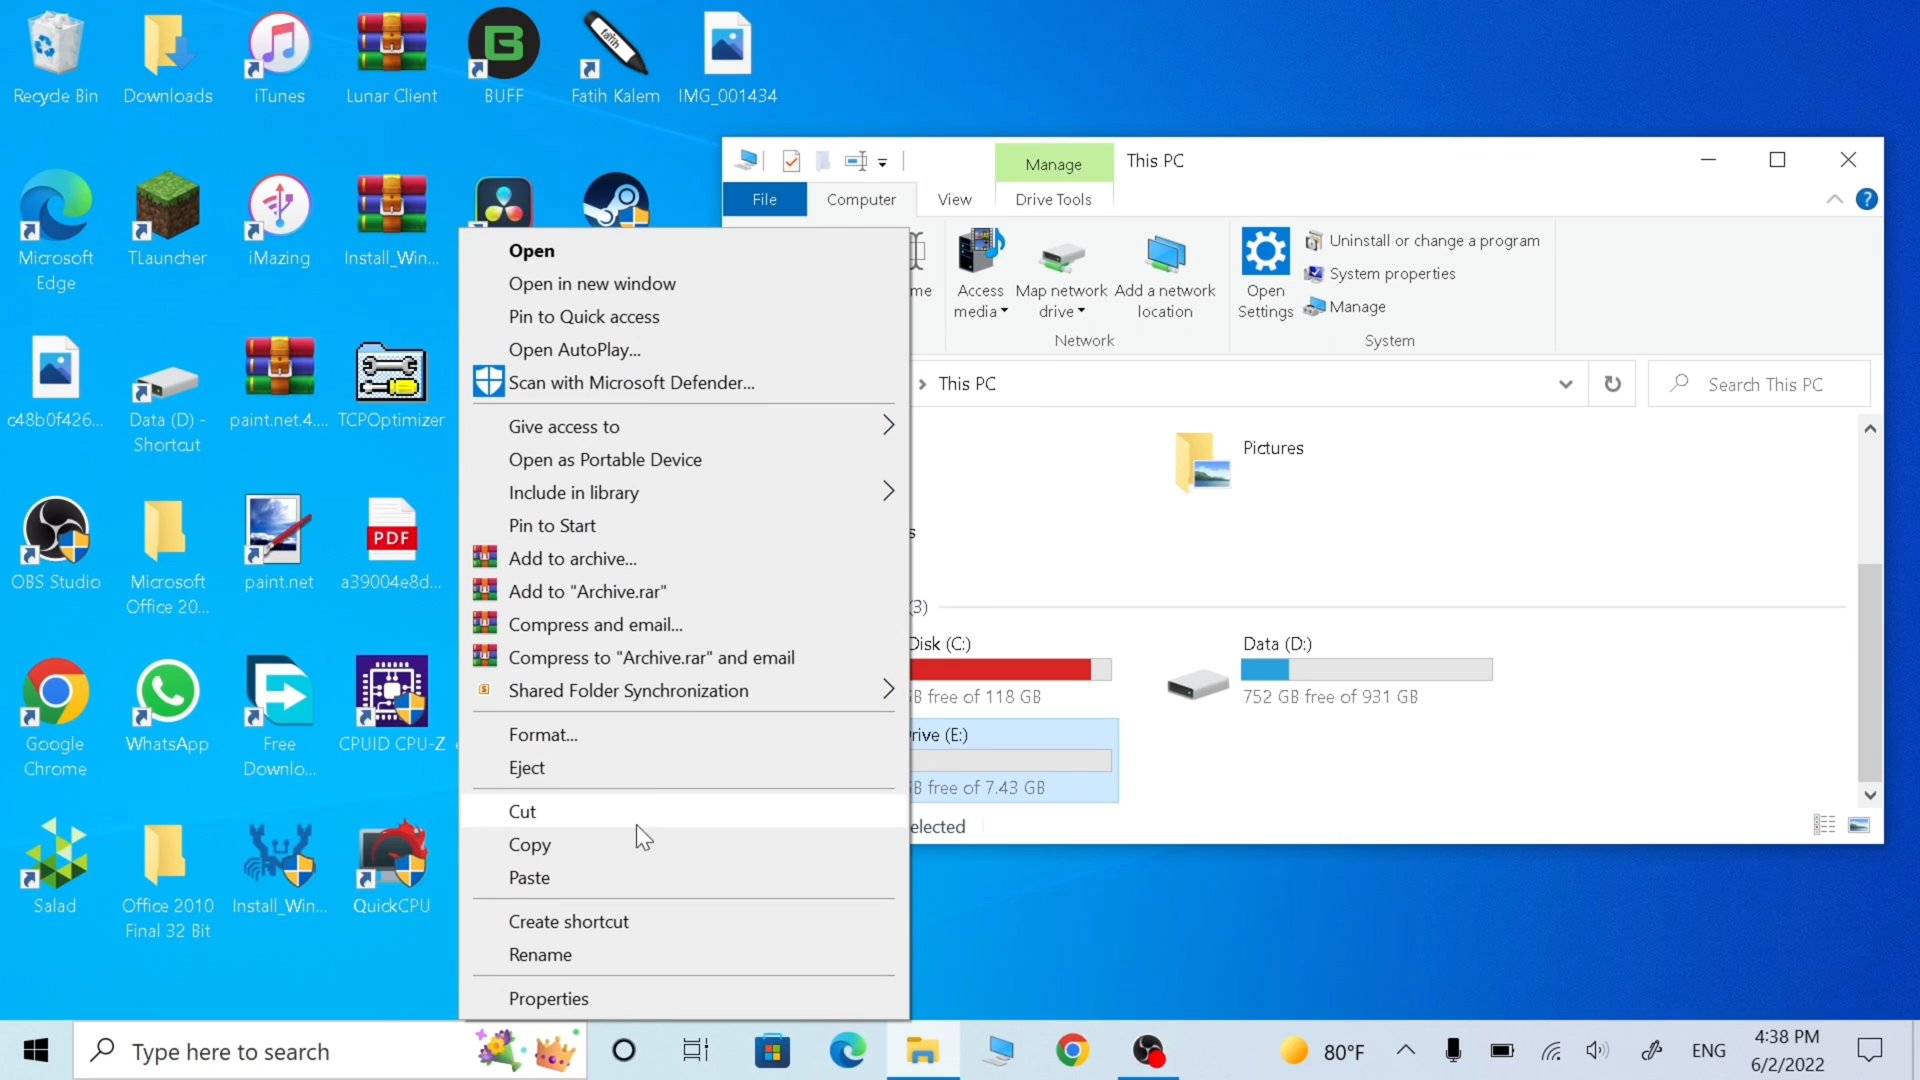 Recycle Bin
Downloads
iTunes
Lunar Client
BUFF
fatih
Fatih Kalem
IMG_001434
Microsoft
Edge
TLauncher
iMazing
Install_Win...
c48b0f426...
Data (D) -
Shortcut
paint.net.4....
TCPOptimizer
OBS Studio
Microsoft
Office 20...
paint.net
PDF
a39004e8d...
Google
Chrome
WhatsApp
Free
Downlo...
CPUID CPU-Z
Salad
Office 2010
Final 32 Bit
Install_Win...
QuickCPU
Open
Open in new window
Pin to Quick access
Open AutoPlay...
Scan with Microsoft Defender...
Give access to
Open as Portable Device
Include in library
Pin to Start
Add to archive...
Add to "Archive.rar"
Compress and email...
Compress to "Archive.rar" and email
Shared Folder Synchronization
Format...
Eject
Cut
Copy
Paste
Create shortcut
Rename
Properties
Manage
This PC
File
Computer
View
Drive Tools
me
Access
media
Map network
drive
Add a network
location
Network
Open
Settings
Uninstall or change a program
System properties
Manage
System
This PC
Search This PC
Pictures
s
(3)
Disk (C:)
B free of 118 GB
Data (D:)
752 GB free of 931 GB
rive (E:)
B free of 7.43 GB
elected
Type here to search
80°F
ENG
4:38 PM
6/2/2022